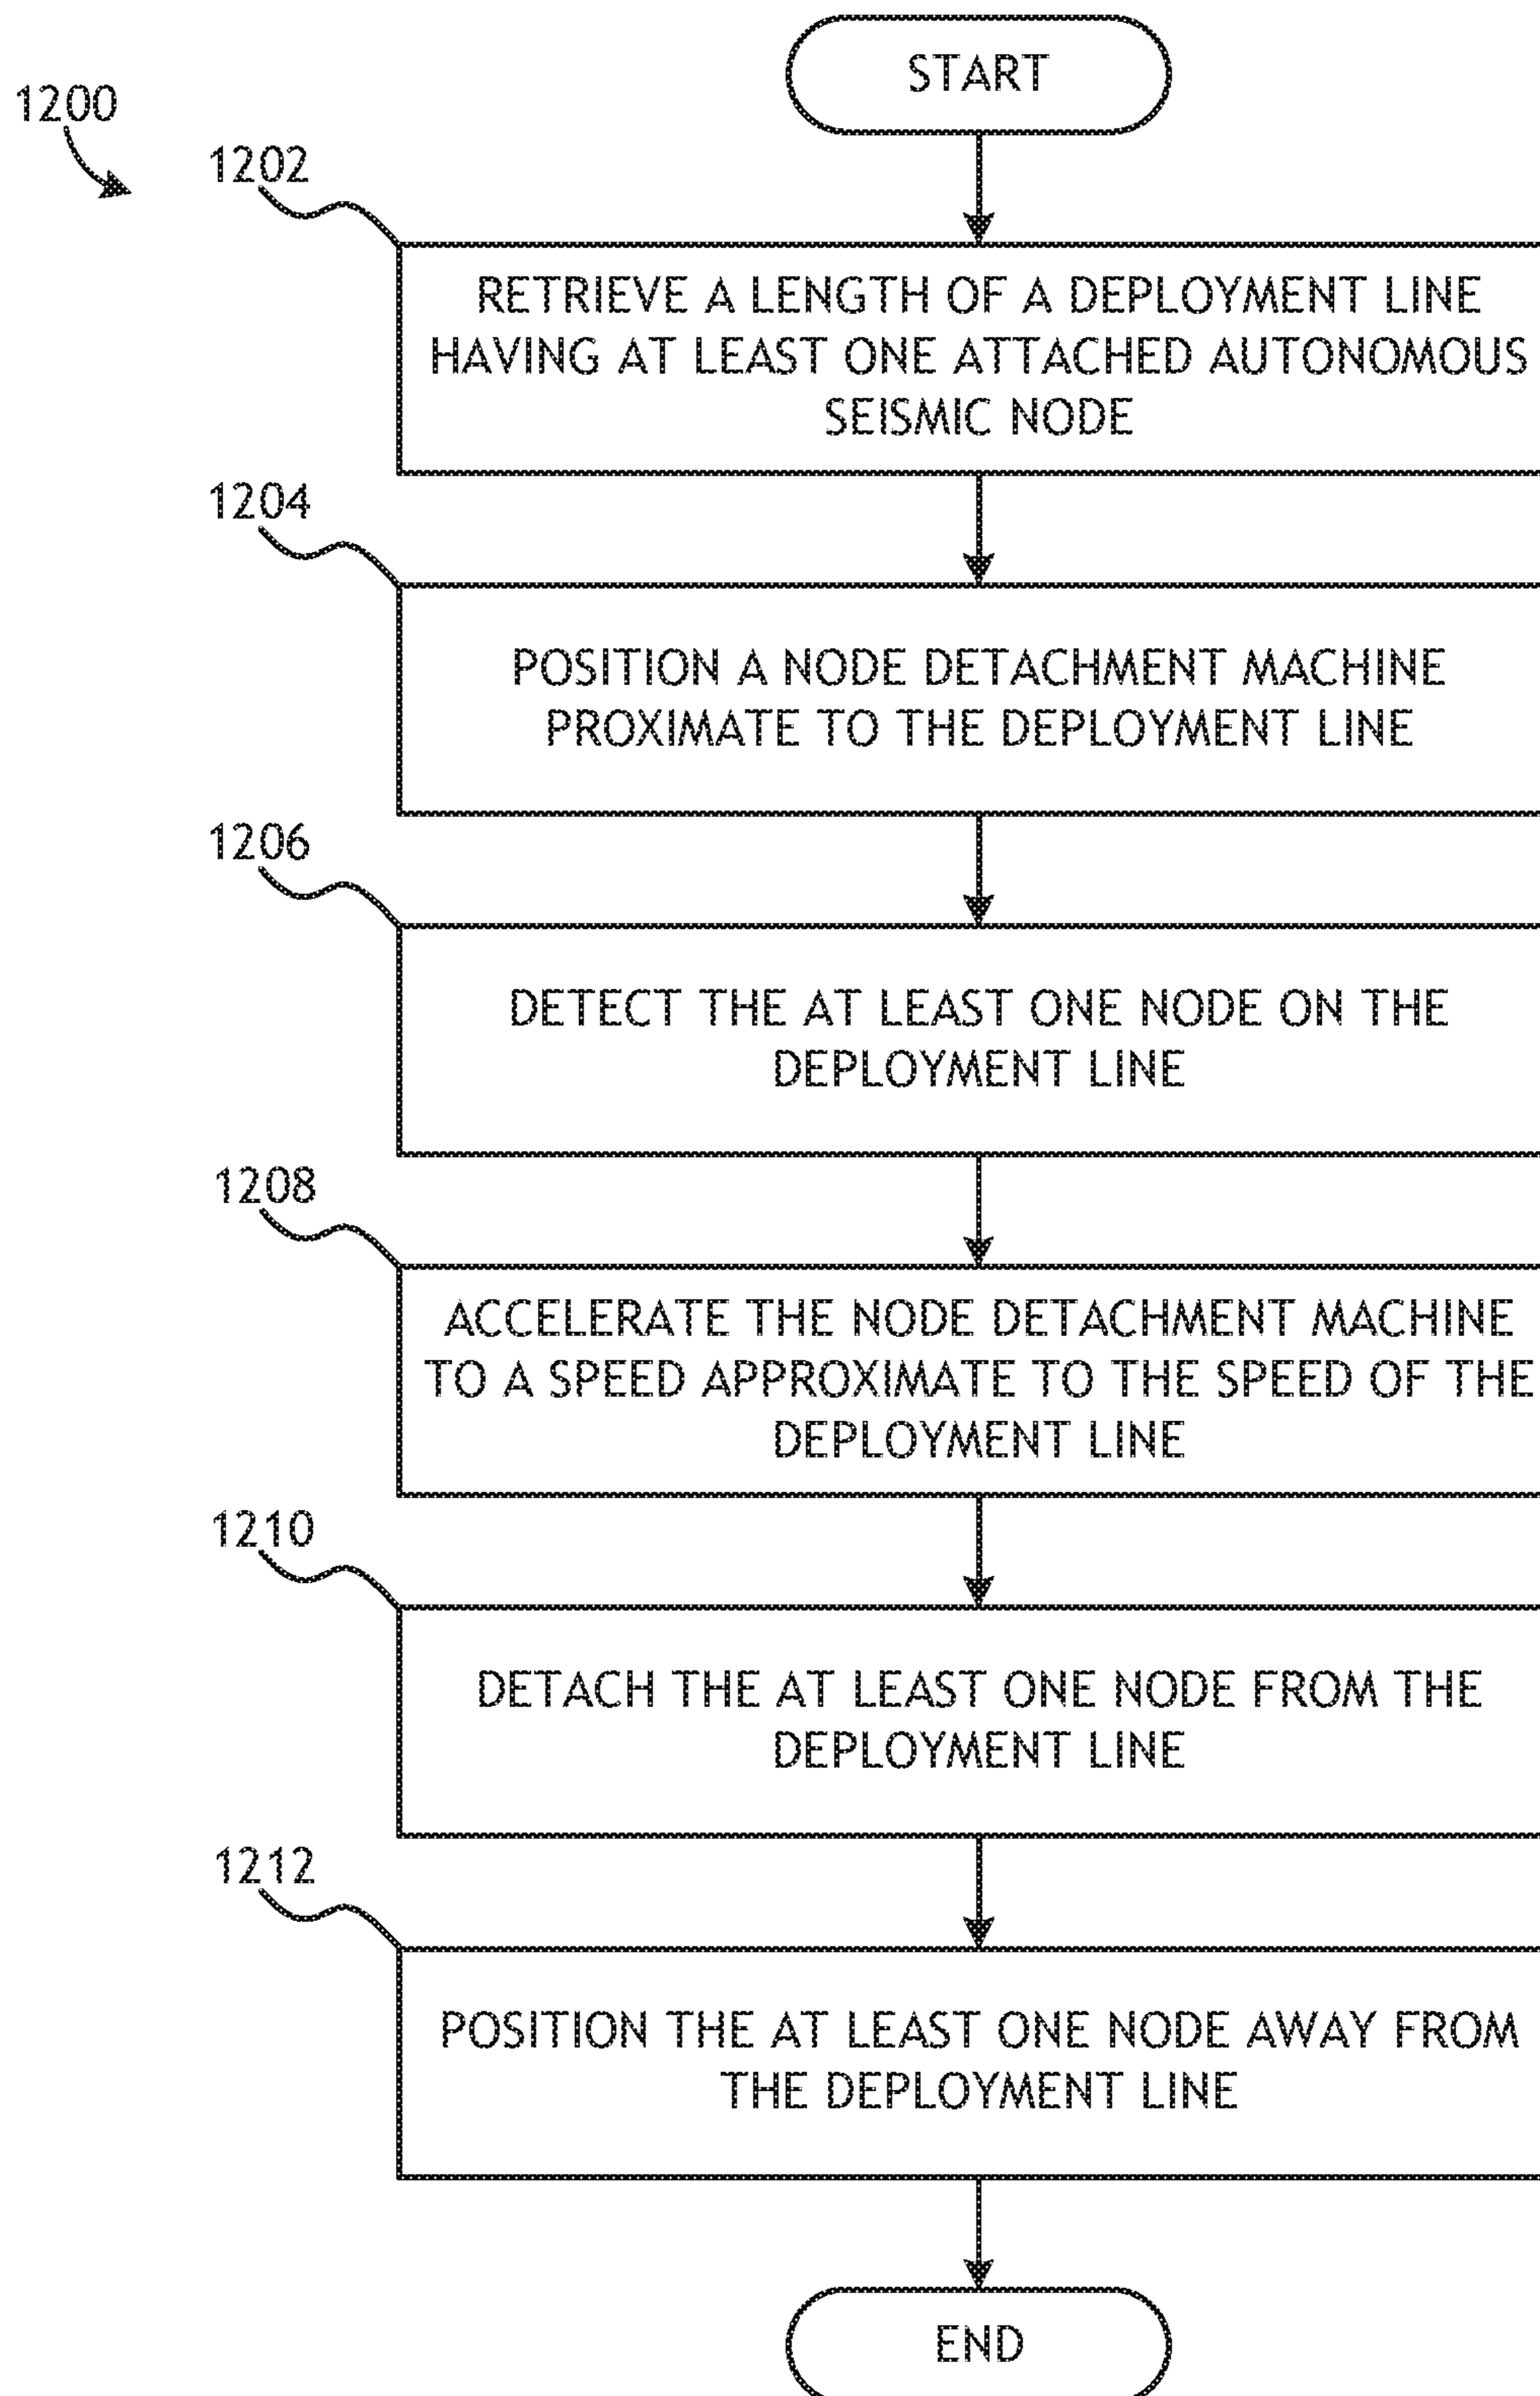 START
1200
1202
RETRIEVE A LENGTH OF A DEPLOYMENT LINE
HAVING AT LEAST ONE ATTACHED AUTONOMOUS
SEISMIC NODE
1204
POSITION A NODE DETACHMENT MACHINE
PROXIMATE TO THE DEPLOYMENT LINE
1206
DETECT THE AT LEAST ONE NODE ON THE
DEPLOYMENT LINE
1208
ACCELERATE THE NODE DETACHMENT MACHINE
TO A SPEED APPROXIMATE TO THE SPEED OF THE
DEPLOYMENT LINE
1210
DETACH THE AT LEAST ONE NODE FROM THE
DEPLOYMENT LINE
1212
POSITION THE AT LEAST ONE NODE AWAY FROM
THE DEPLOYMENT LINE
END